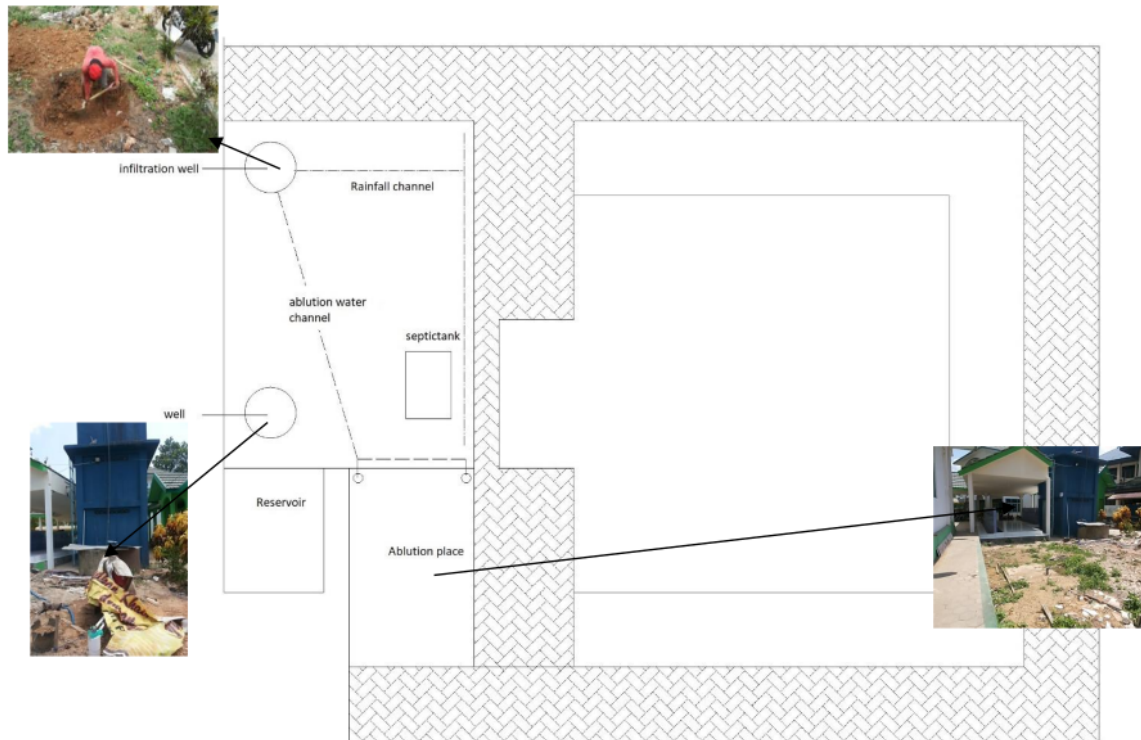 infiltration well
Rainfall channel
ablution water
channel
septictank
well
Reservoir
Ablution place